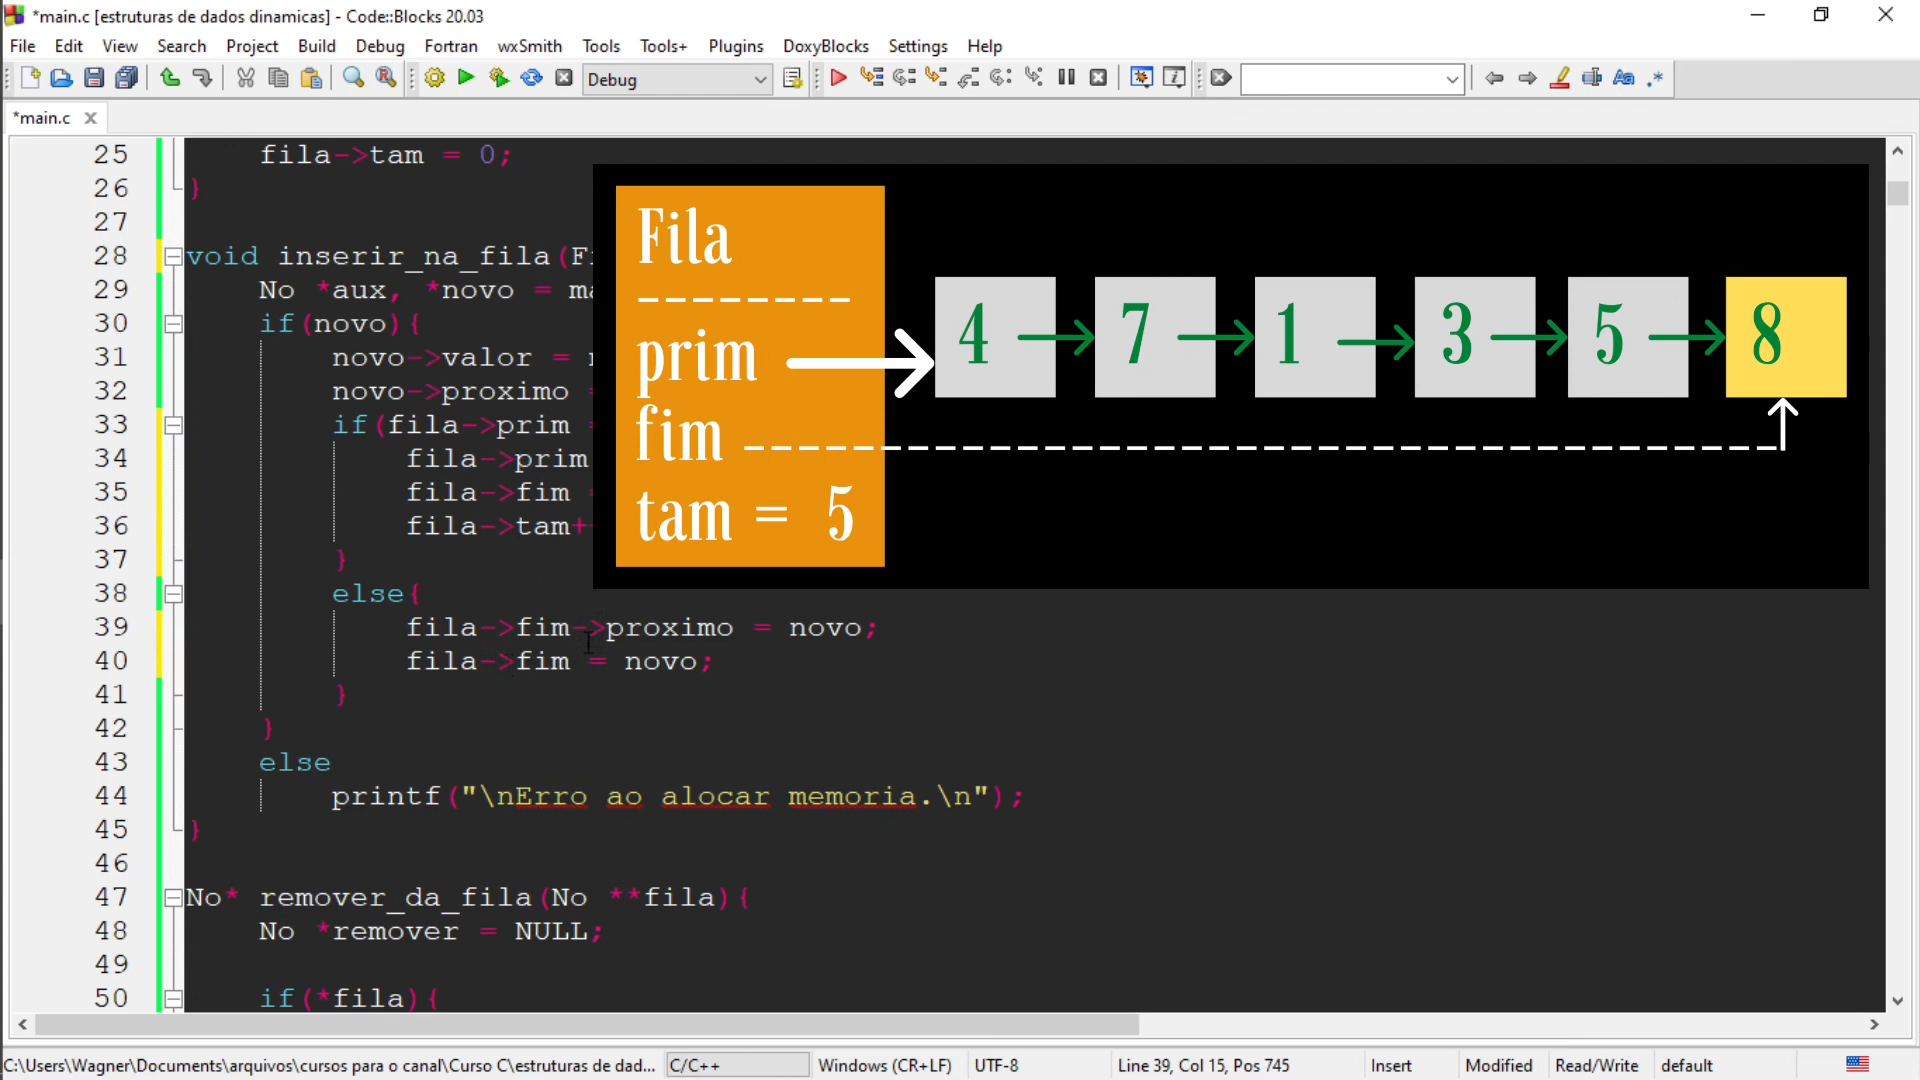 *main.c [estruturas de dados dinamicas] - Code::Blocks 20.03
File Edit View Search Project Build Debug Fortran wxSmith Tools Tools+ Plugins DoxyBlocks Settings Help
Debug
*main.c
25 fila->tam = 0;
26 }
27
28 void inserir_na_fila(F
29 No *aux, *novo = m
30 if(novo){
31 novo->valor =
32 novo->proximo
33 if(fila->prim
34 fila->prim
35 fila->fim
36 fila->tam+
37 }
38 else{
39 fila->fim->proximo = novo;
40 fila->fim = novo;
41 }
42 }
43 else
44 printf("\nErro ao alocar memoria.\n");
45 }
46
47 No* remover_da_fila(No **fila){
48 No *remover = NULL;
49
50 if(*fila){
Fila
----------
prim
fim
tam = 5
4 7 1 3 5 8
C:\Users\Wagner\Documents\arquivos\cursos para o canal\Curso C\estruturas de dad... C/C++ Windows (CR+LF) UTF-8 Line 39, Col 15, Pos 745 Insert Modified Read/Write default